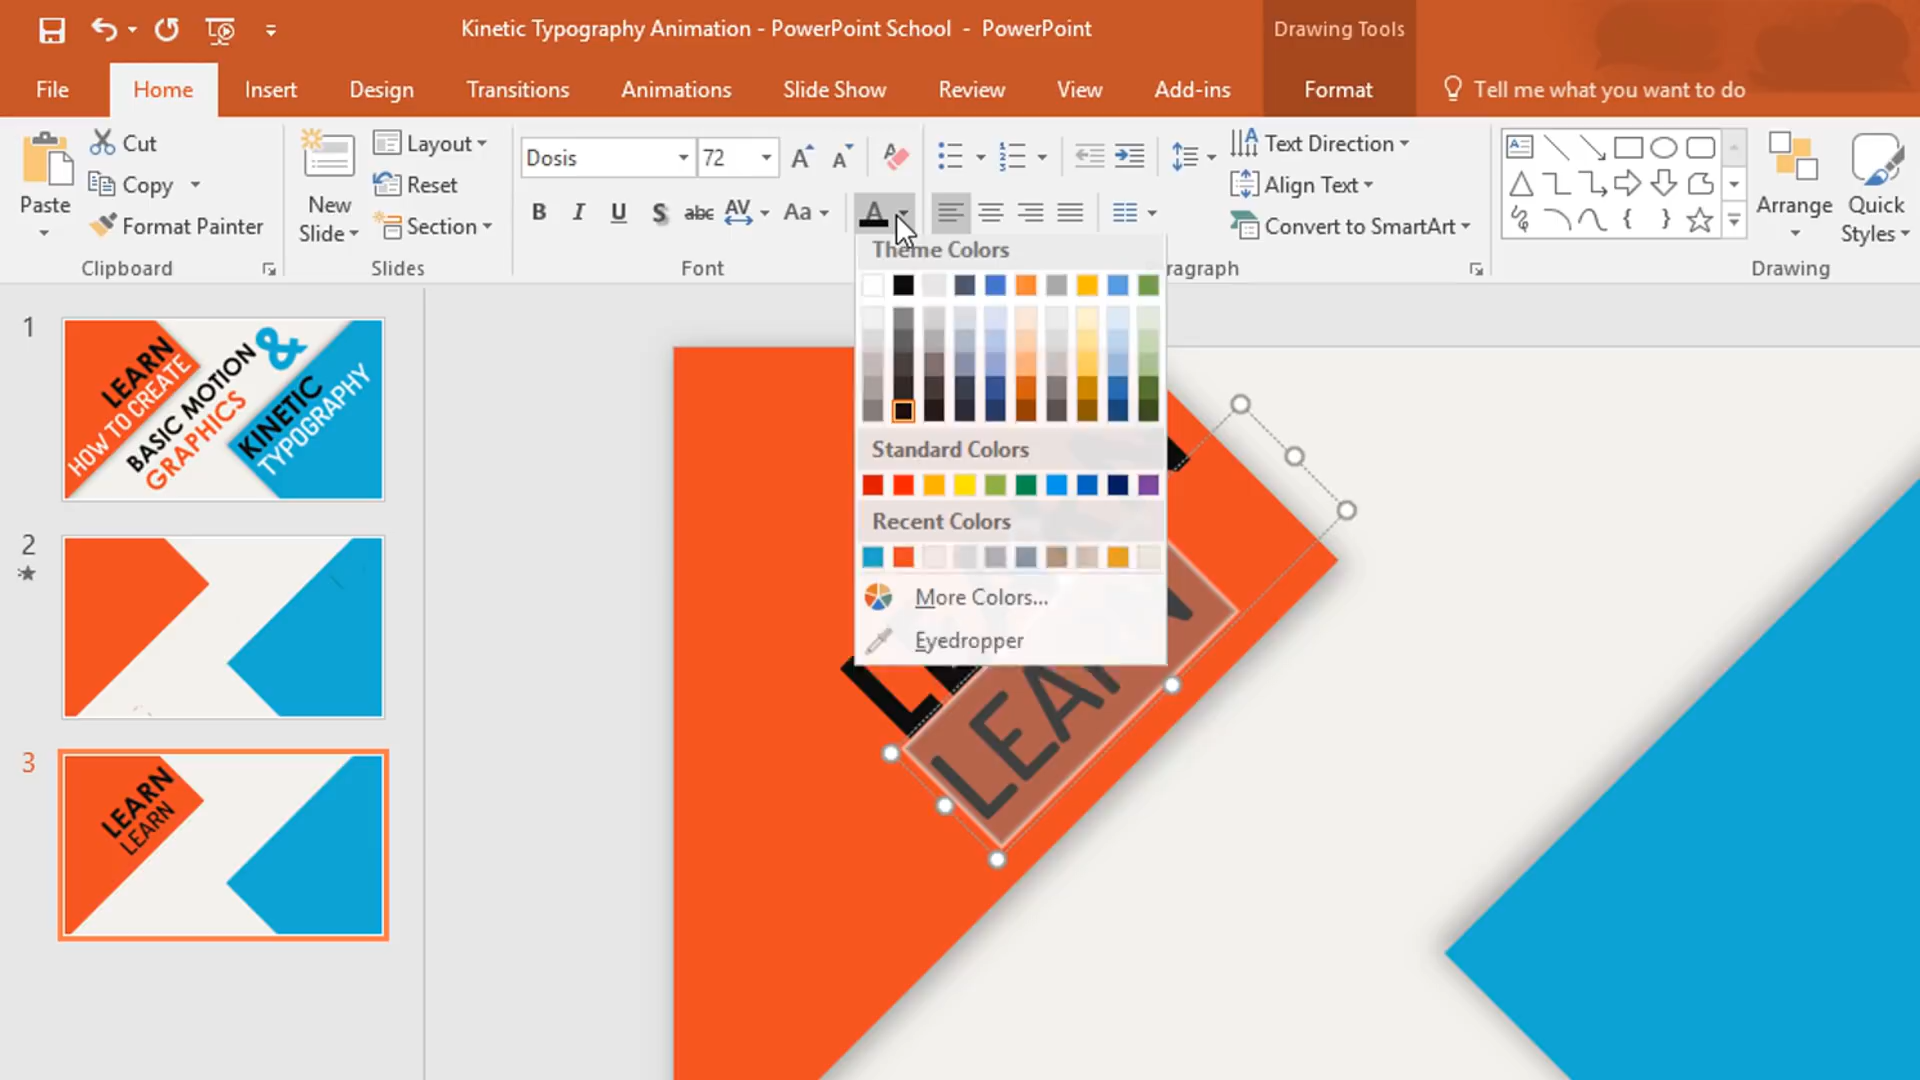 Kinetic Typography Animation - PowerPoint School - PowerPoint
Drawing Tools
File Home Insert Design Transitions Animations Slide Show Review View Add-ins Format Tell me what you want to do
Paste
Cut
Copy
Format Painter
Clipboard
New
Slide
Layout
Reset
Section
Slides
Dosis 72
B I U S abc AV Aa A
Font
Text Direction
Align Text
Convert to SmartArt
ragraph
Arrange
Quick
Styles
Drawing
Theme Colors
Standard Colors
Recent Colors
More Colors...
Eyedropper
1
LEARN
HOW TO CREATE
BASIC MOTION
GRAPHICS
&
KINETIC
TYPOGRAPHY
2
3
LEARN
LEARN
LEARN